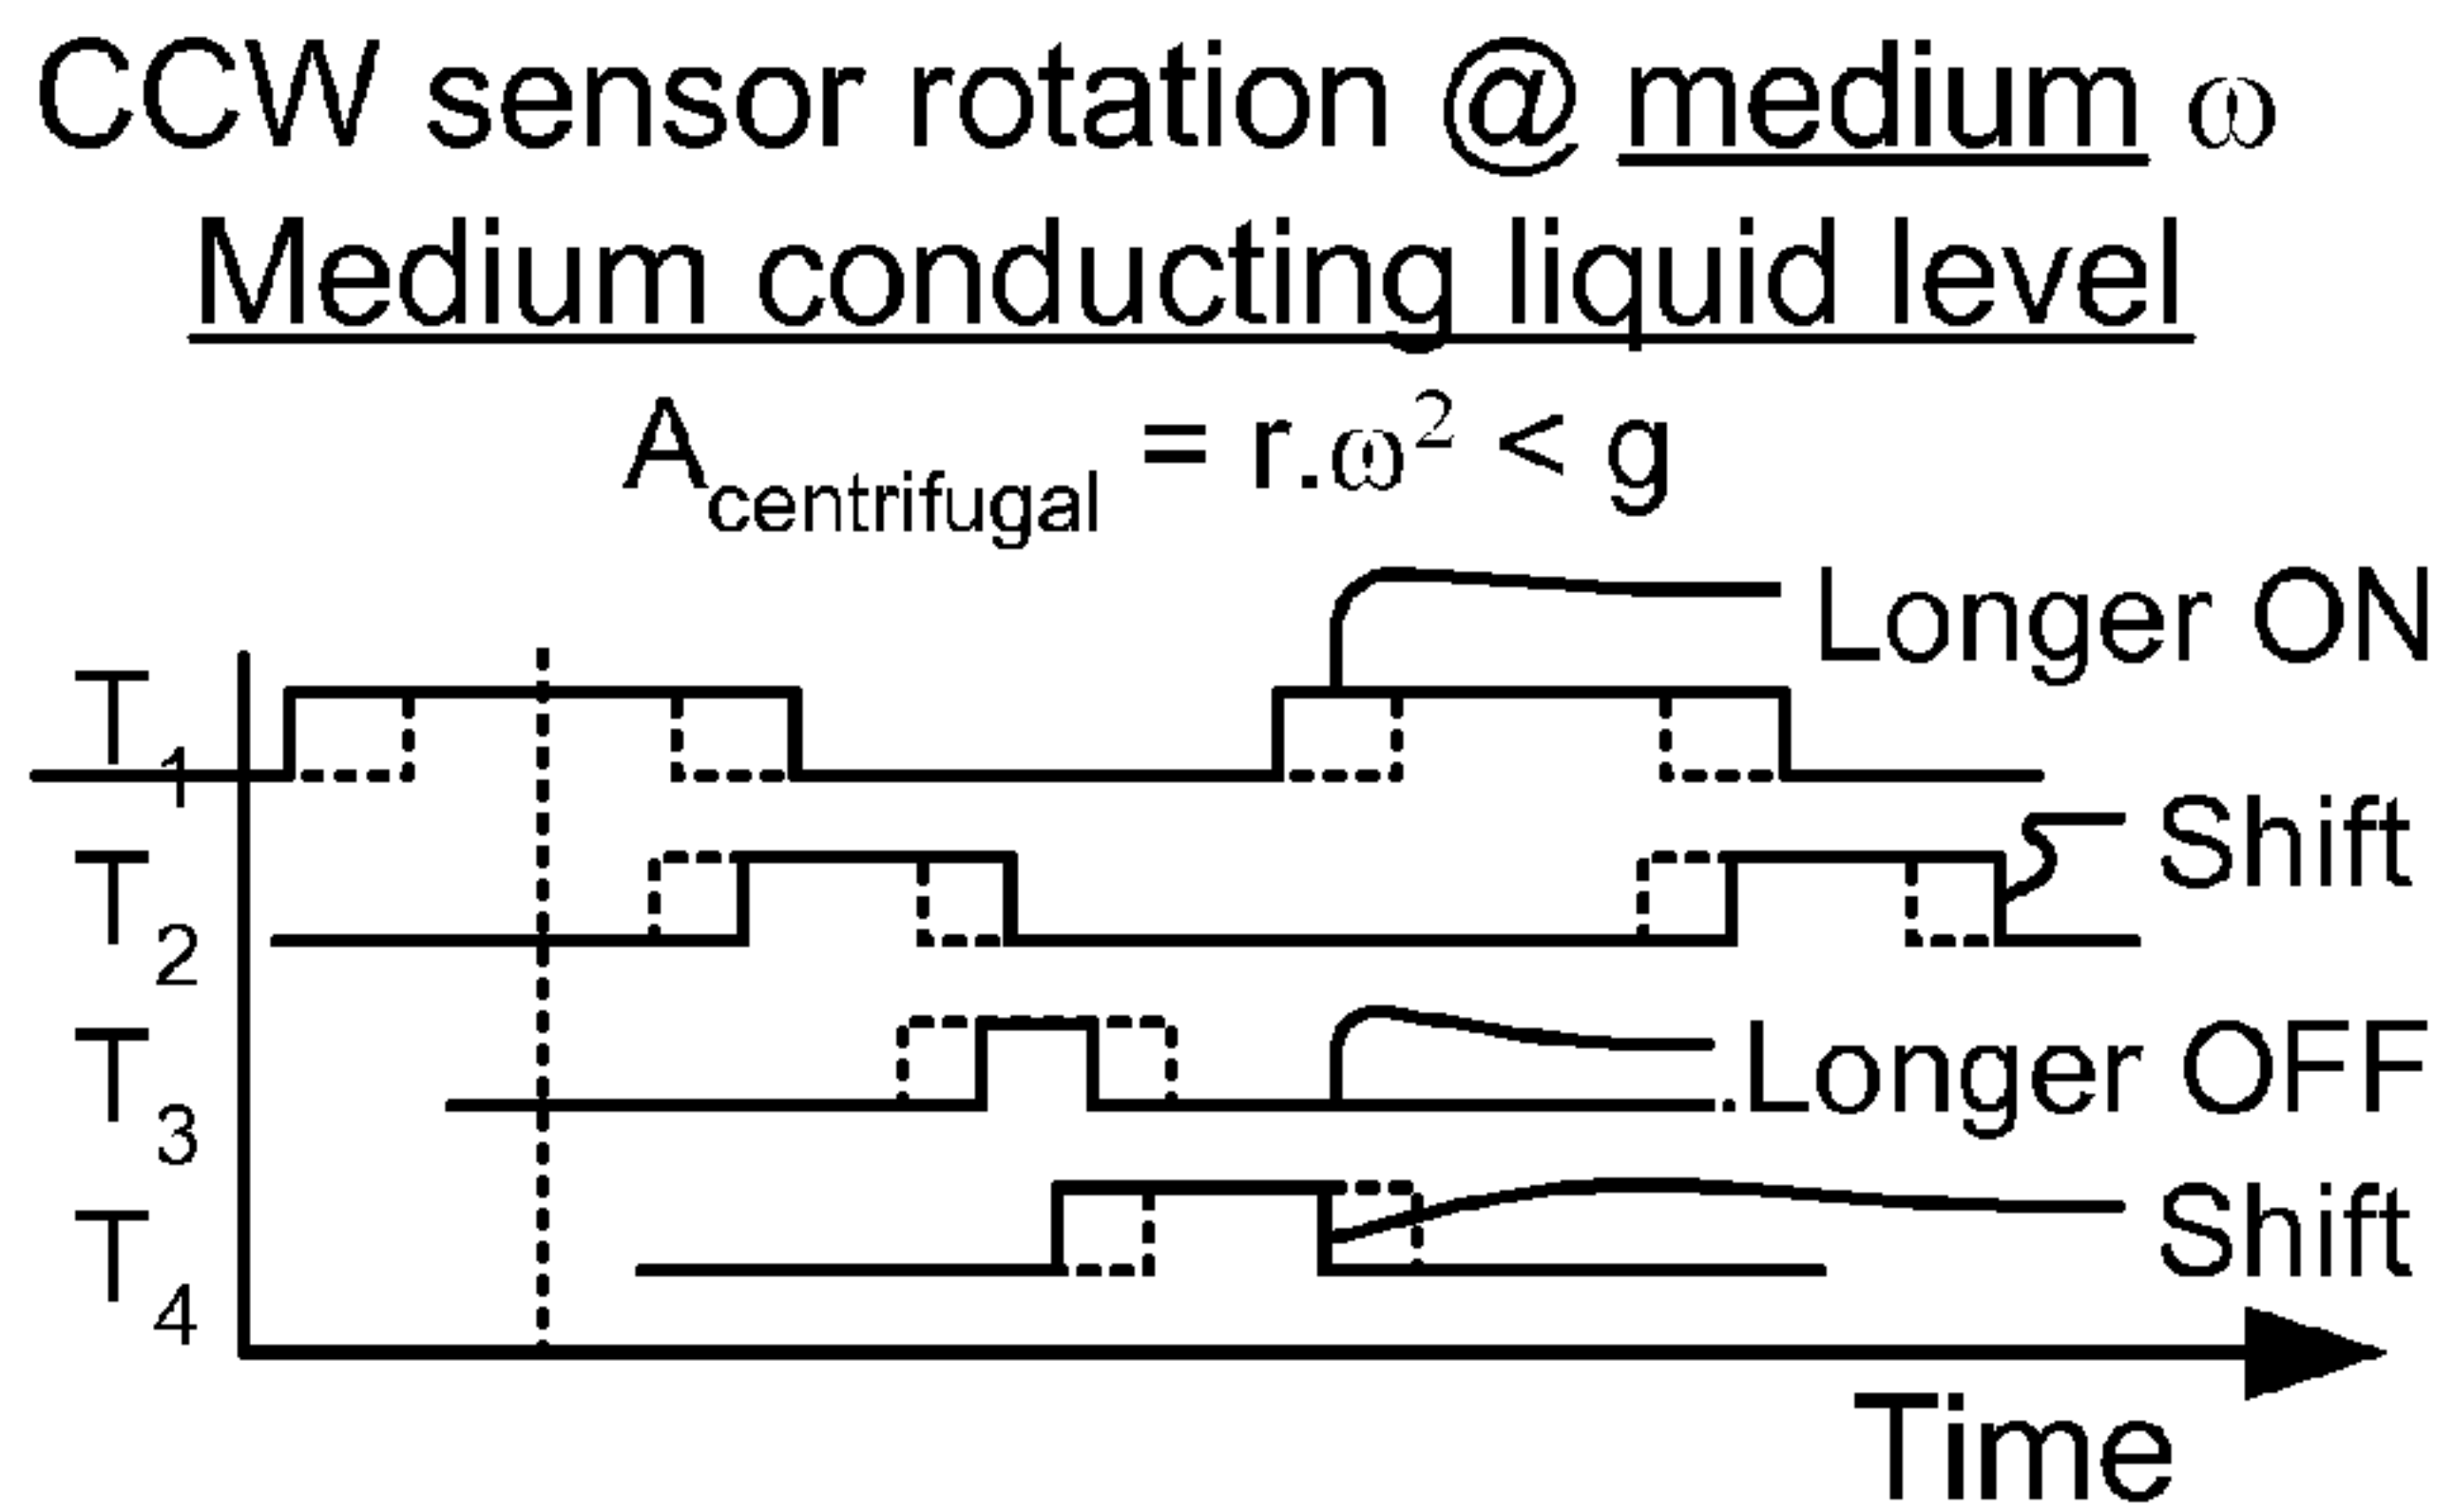 CCW sensor rotation @ medium ω
Medium conducting liquid level
A_centrifugal = r.ω² < g
T₁ Longer ON
T₂ Shift
T₃ Longer OFF
T₄ Shift
Time